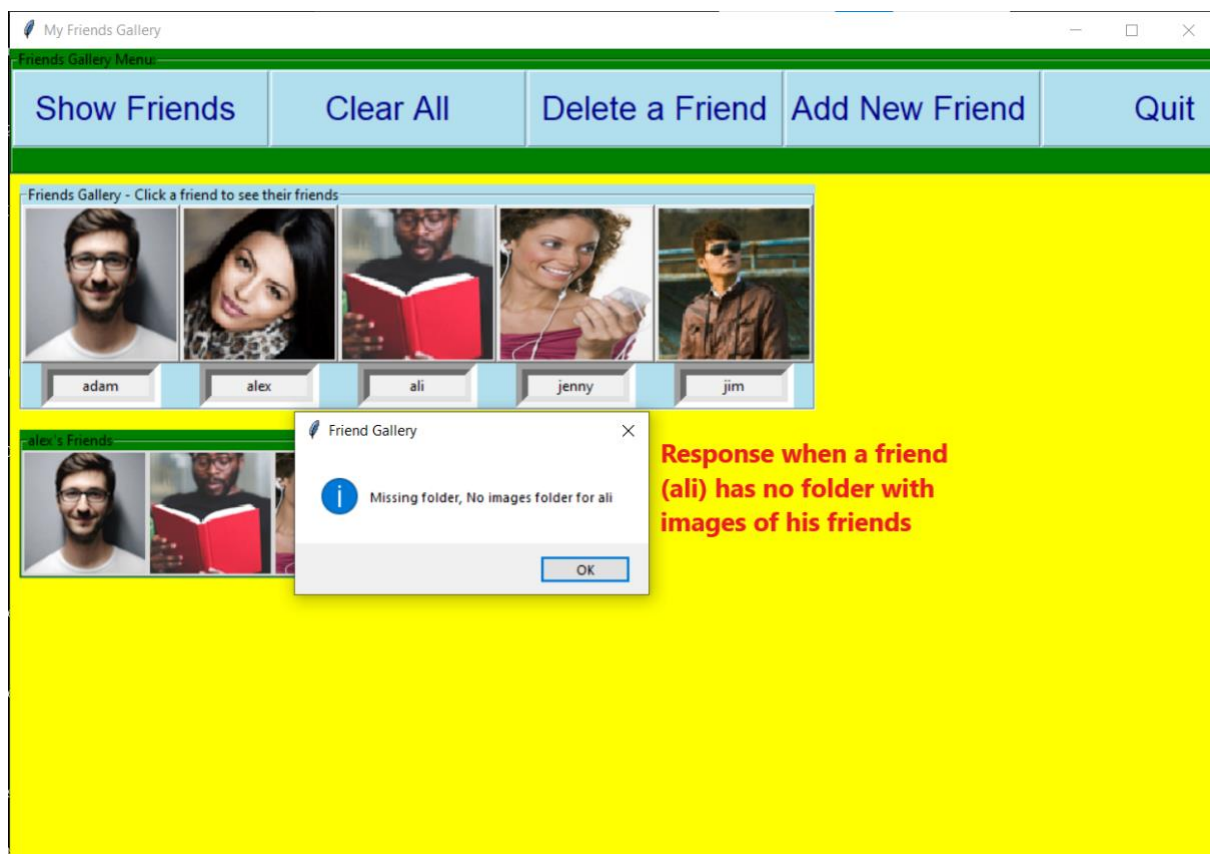 My Friends Gallery
Friends Gallery Menu:
Show Friends Clear All Delete a Friend Add New Friend Quit
Friends Gallery - Click a friend to see their friends
adam alex ali jenny jim
alex's Friends
Friend Gallery
Missing folder, No images folder for ali
OK
Response when a friend
(ali) has no folder with
images of his friends